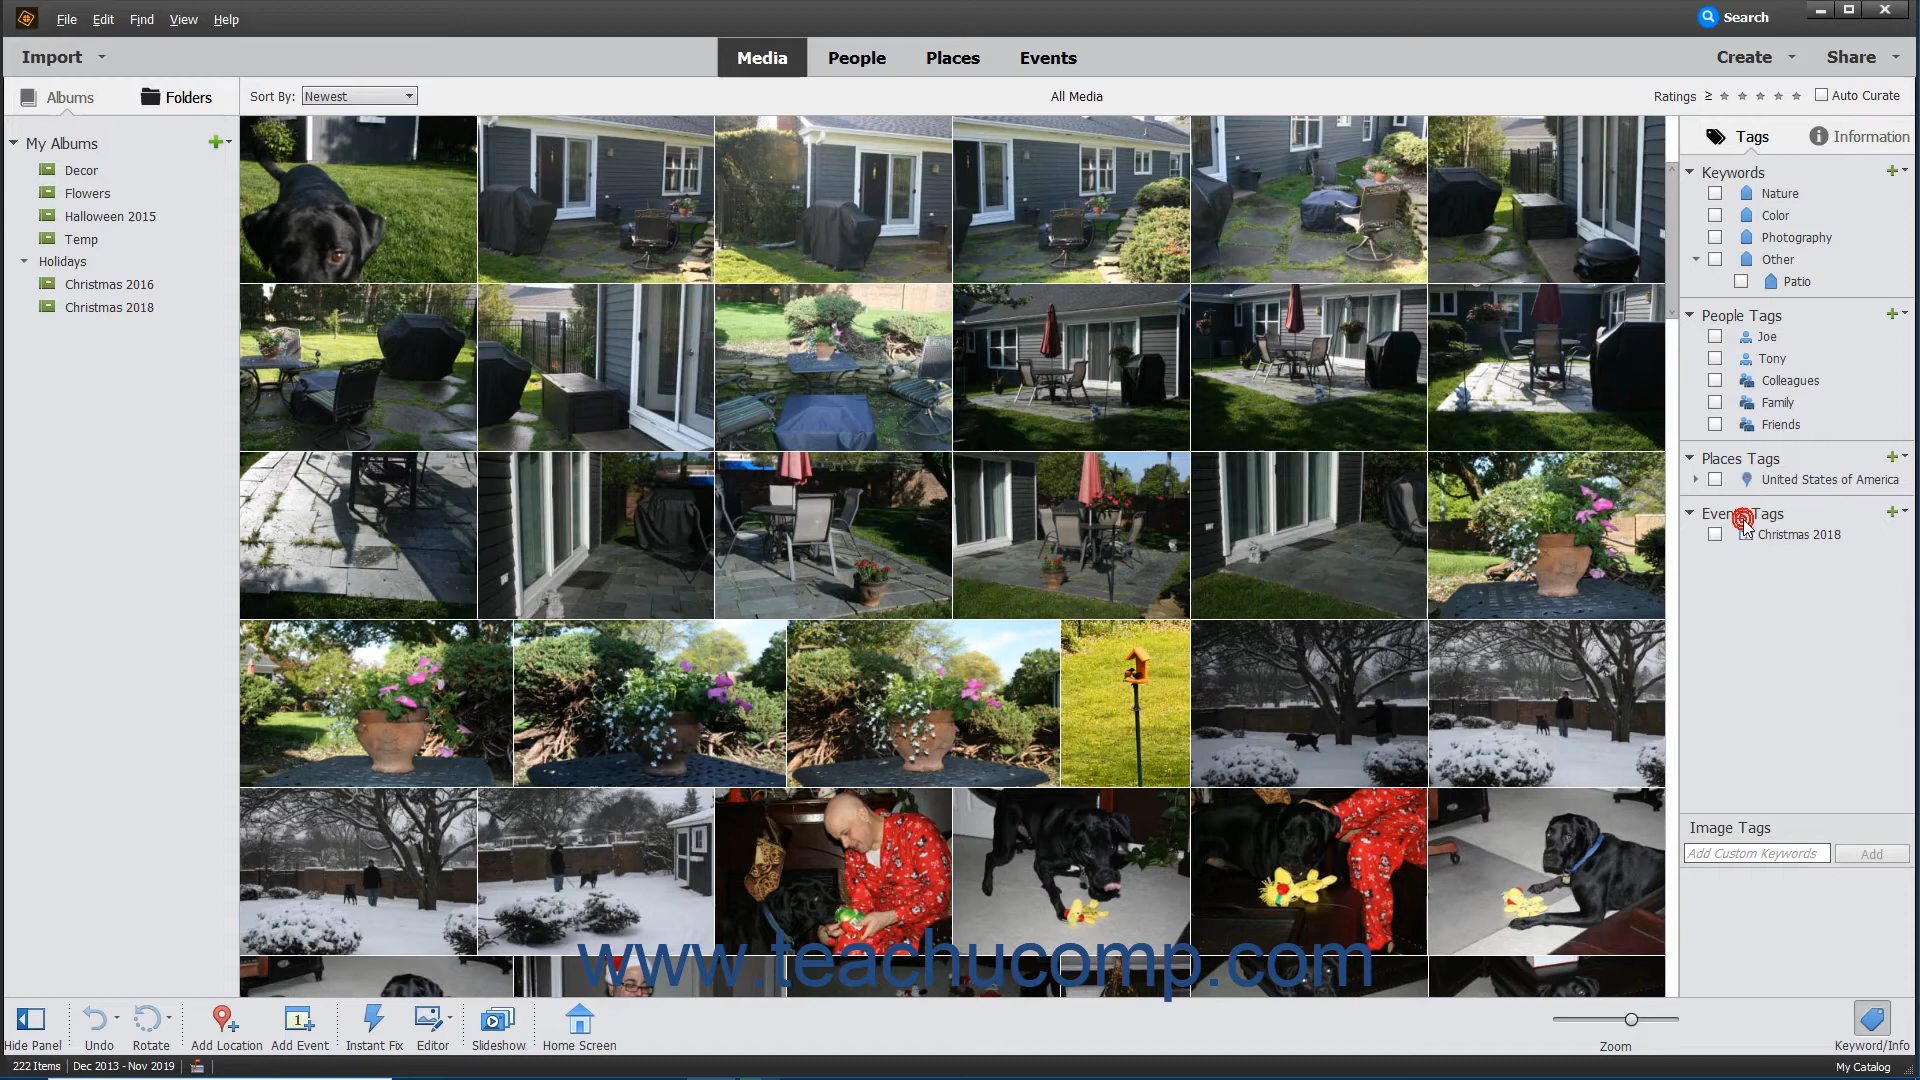 File Edit Find View Help
Search
Import
Media People Places Events
Create Share
Albums Folders
Sort By: Newest
All Media
Ratings ≥
Auto Curate
My Albums
Decor
Flowers
Halloween 2015
Temp
Holidays
Christmas 2016
Christmas 2018
Tags Information
Keywords
Nature
Color
Photography
Other
Patio
People Tags
Joe
Tony
Colleagues
Family
Friends
Places Tags
United States of America
Tags
Christmas 2018
Image Tags
Add Custom Keywords
Add
www.teachucomp.com
1
Hide Panel Undo Rotate Add Location Add Event Instant Fix Editor Slideshow Home Screen
Zoom
Keyword/Info
222 Items Dec 2013 - Nov 2019
My Catalog